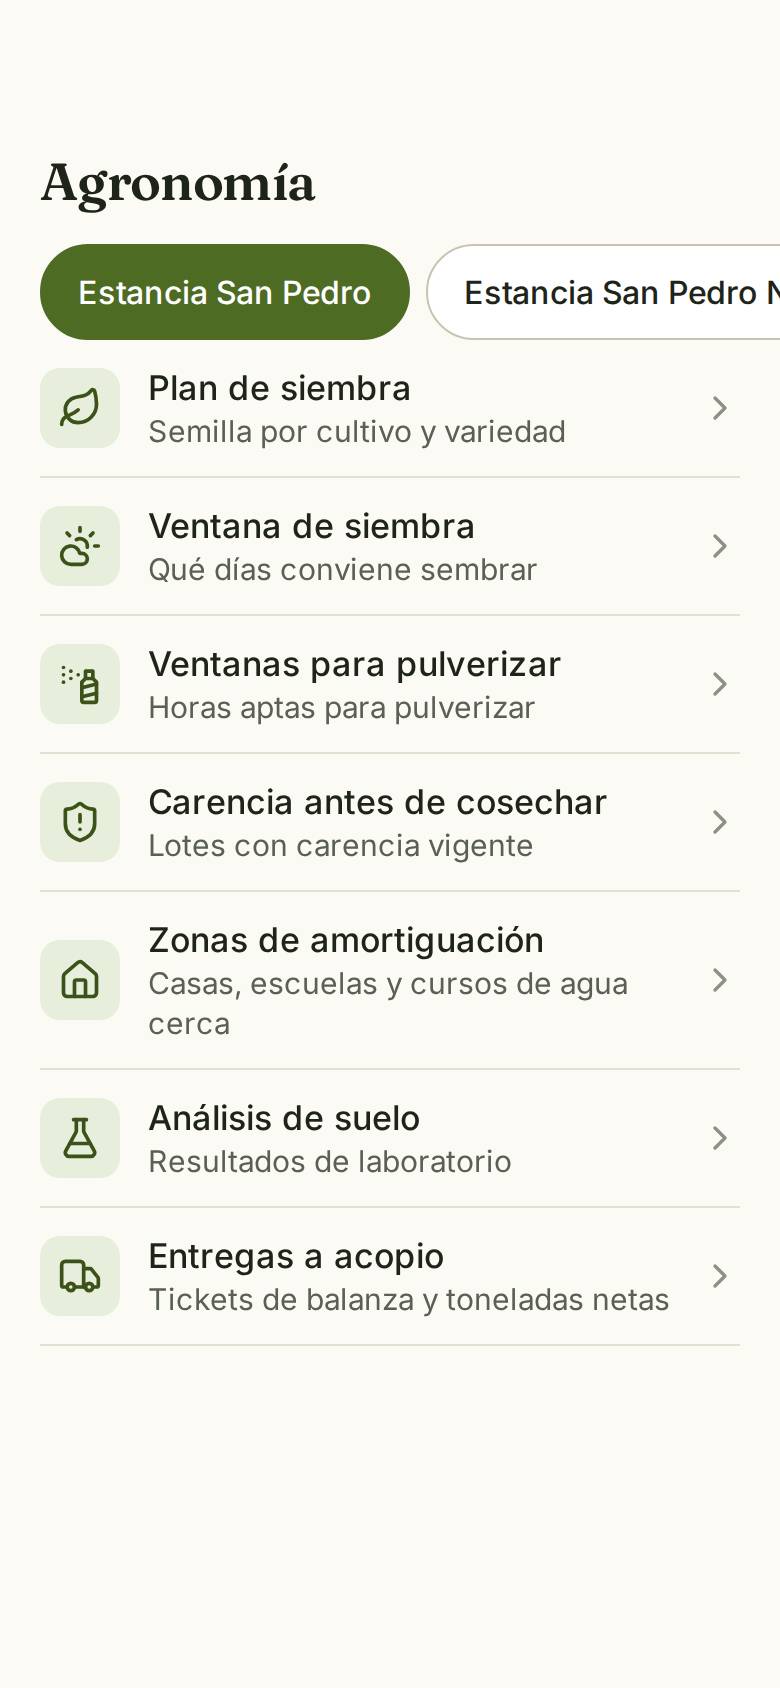 Agronomía
Estancia San Pedro
Estancia San Pedro N
Plan de siembra
Semilla por cultivo y variedad
Ventana de siembra
Qué días conviene sembrar
Ventanas para pulverizar
Horas aptas para pulverizar
Carencia antes de cosechar
Lotes con carencia vigente
Zonas de amortiguación
Casas, escuelas y cursos de agua
cerca
Análisis de suelo
Resultados de laboratorio
Entregas a acopio
Tickets de balanza y toneladas netas